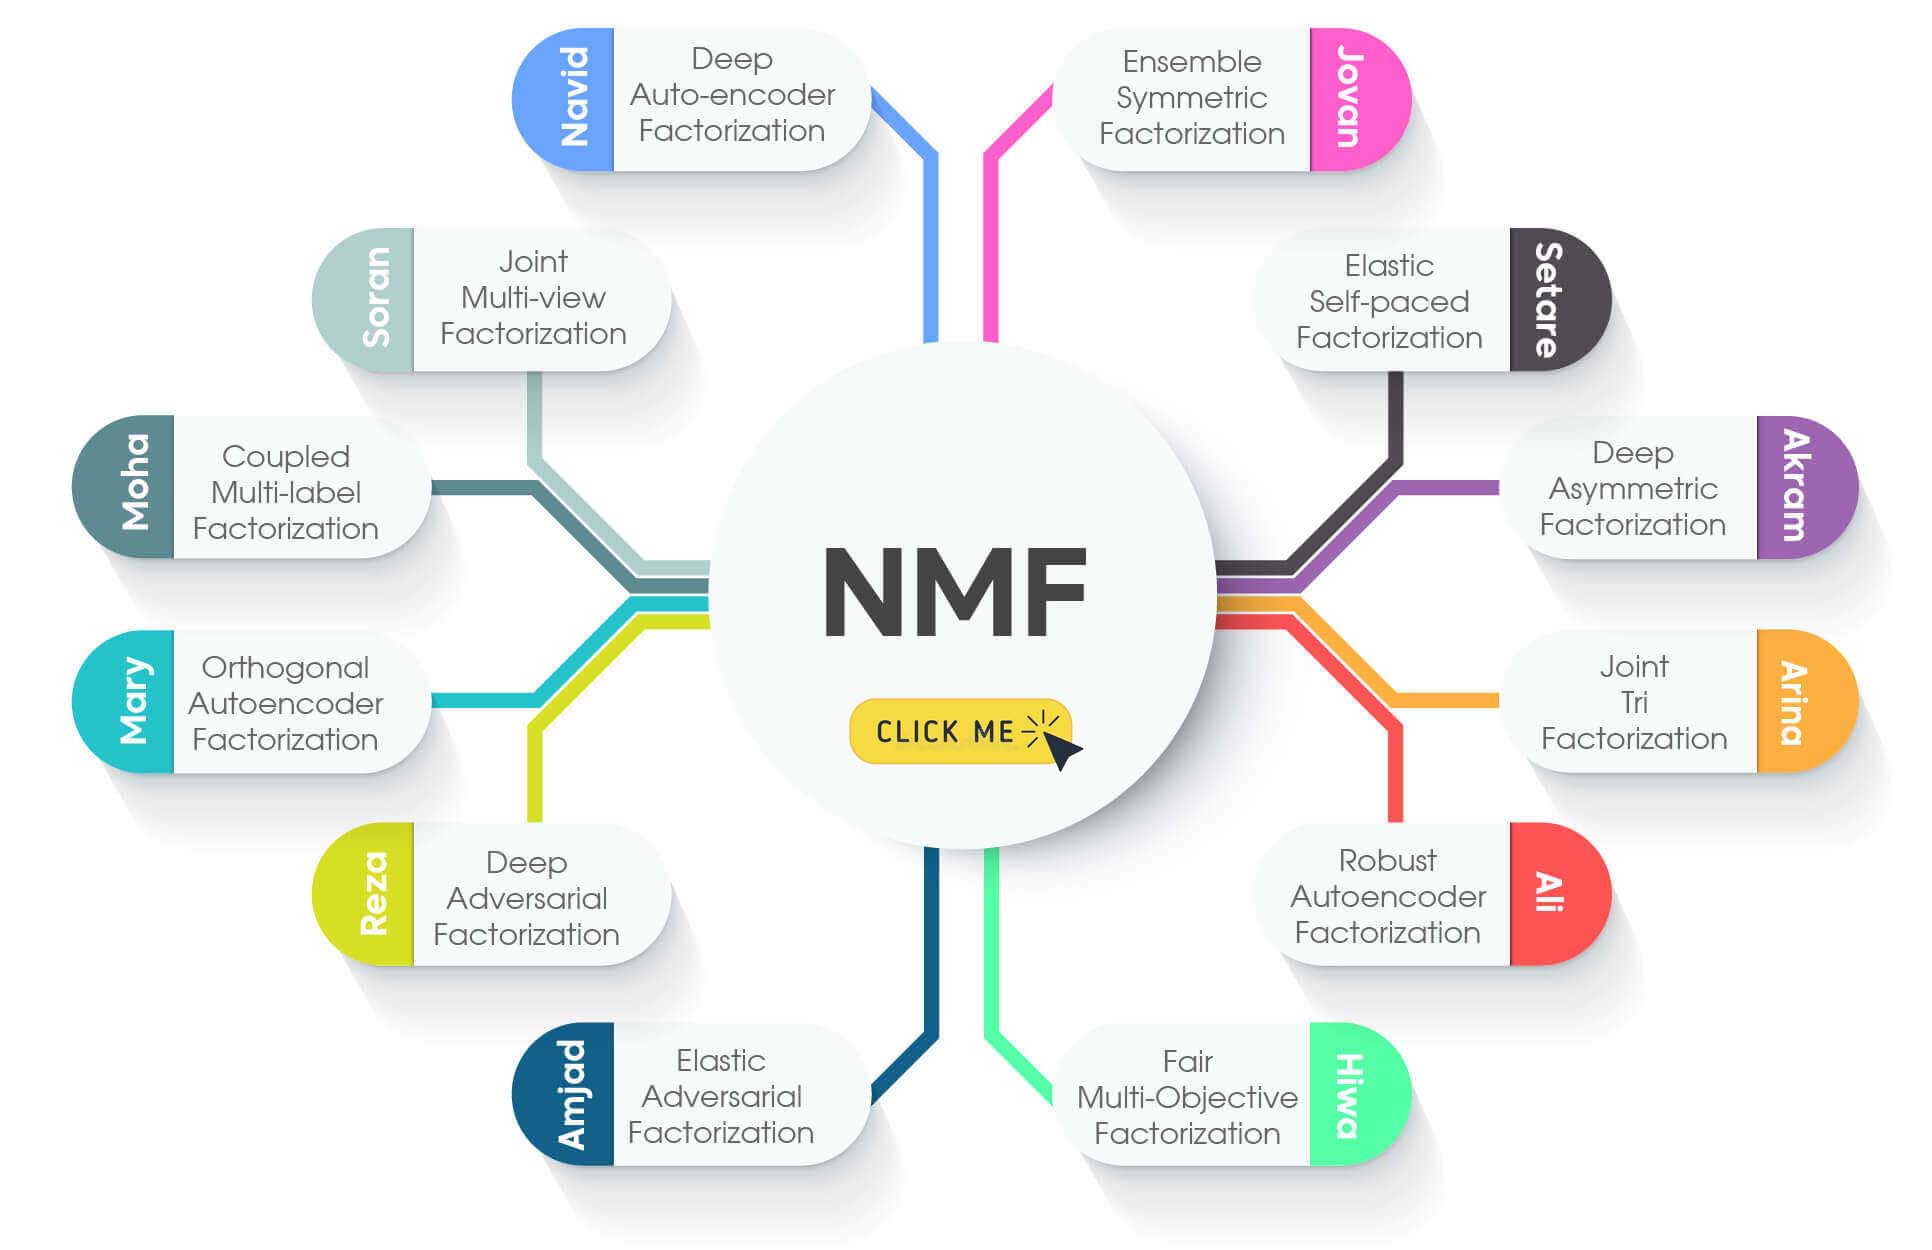 Navid
Deep
Auto-encoder
Factorization
Ensemble
Symmetric
Factorization
Jovan
Soran
Joint
Multi-view
Factorization
Elastic
Self-paced
Factorization
Setare
Moha
Coupled
Multi-label
Factorization
Deep
Asymmetric
Factorization
Akram
NMF
CLICK ME
Mary
Orthogonal
Autoencoder
Factorization
Joint
Tri
Factorization
Arina
Reza
Deep
Adversarial
Factorization
Robust
Autoencoder
Factorization
Ali
Amjad
Elastic
Adversarial
Factorization
Fair
Multi-Objective
Factorization
Hiwa